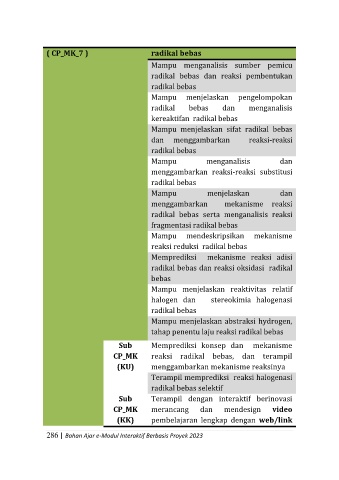 ( CP_MK_7 ) radikal bebas
Mampu menganalisis sumber pemicu
radikal bebas dan reaksi pembentukan
radikal bebas
Mampu menjelaskan pengelompokan
radikal bebas dan menganalisis
kereaktifan radikal bebas
Mampu menjelaskan sifat radikal bebas
dan menggambarkan reaksi-reaksi
radikal bebas
Mampu menganalisis dan
menggambarkan reaksi-reaksi substitusi
radikal bebas
Mampu menjelaskan dan
menggambarkan mekanisme reaksi
radikal bebas serta menganalisis reaksi
fragmentasi radikal bebas
Mampu mendeskripsikan mekanisme
reaksi reduksi radikal bebas
Memprediksi mekanisme reaksi adisi
radikal bebas dan reaksi oksidasi radikal
bebas
Mampu menjelaskan reaktivitas relatif
halogen dan stereokimia halogenasi
radikal bebas
Mampu menjelaskan abstraksi hydrogen,
tahap penentu laju reaksi radikal bebas
Sub Memprediksi konsep dan mekanisme
CP_MK reaksi radikal bebas, dan terampil
(KU) menggambarkan mekanisme reaksinya
Terampil memprediksi reaksi halogenasi
radikal bebas selektif
Sub Terampil dengan interaktif berinovasi
CP_MK merancang dan mendesign video
(KK) pembelajaran lengkap dengan web/link
286 | Bahan Ajar e-Modul Interaktif Berbasis Proyek 2023